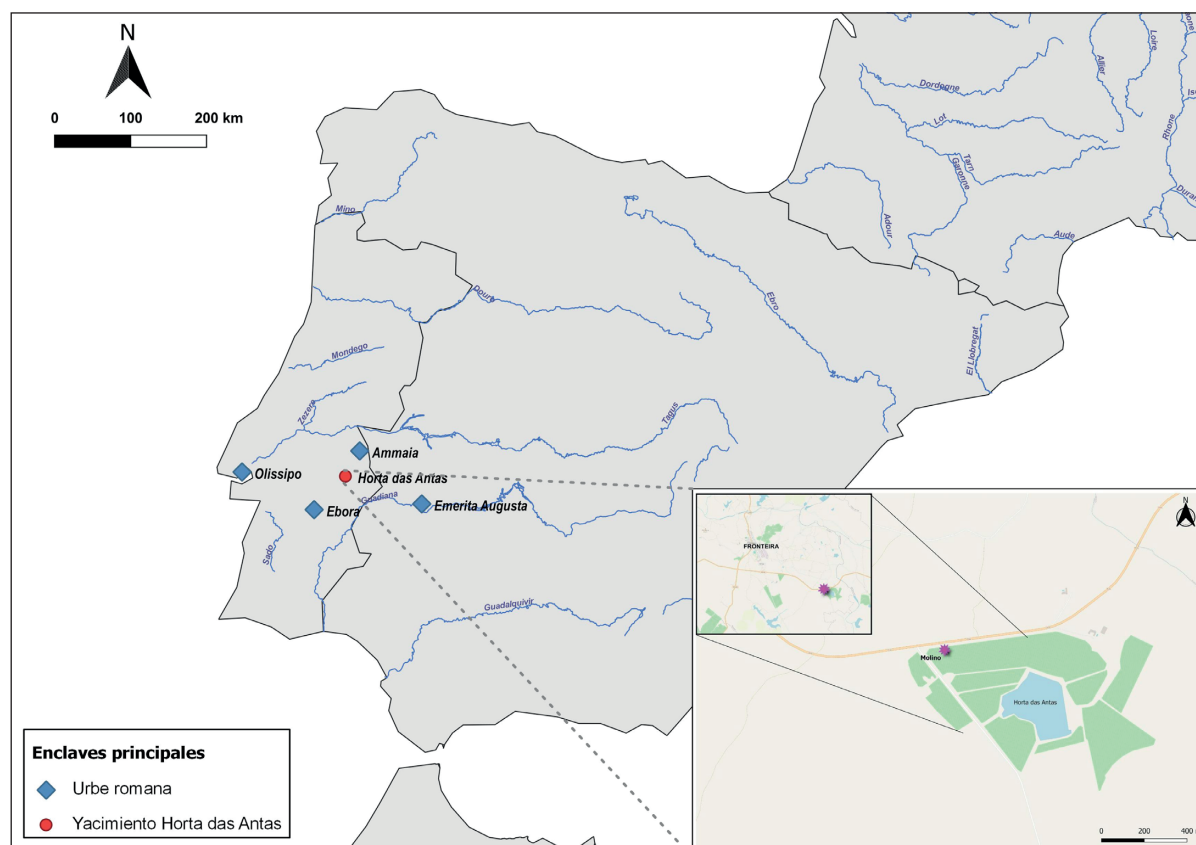 N
0 100 200 km
Dordogne
Lot
Allier
Loire
Rhone
Tarn
Garonne
Adour
Aude
Mino
Douro
Ebro
El Llobregat
Mondego
Zezere
Tagus
Ammaia
Olissipo
Horta das Antas
Guadiana
Ebora
Emerita Augusta
Sado
Guadalquivir
FRONTEIRA
N
Molino
Horta das Antas
0 200 400
Enclaves principales
Urbe romana
Yacimiento Horta das Antas